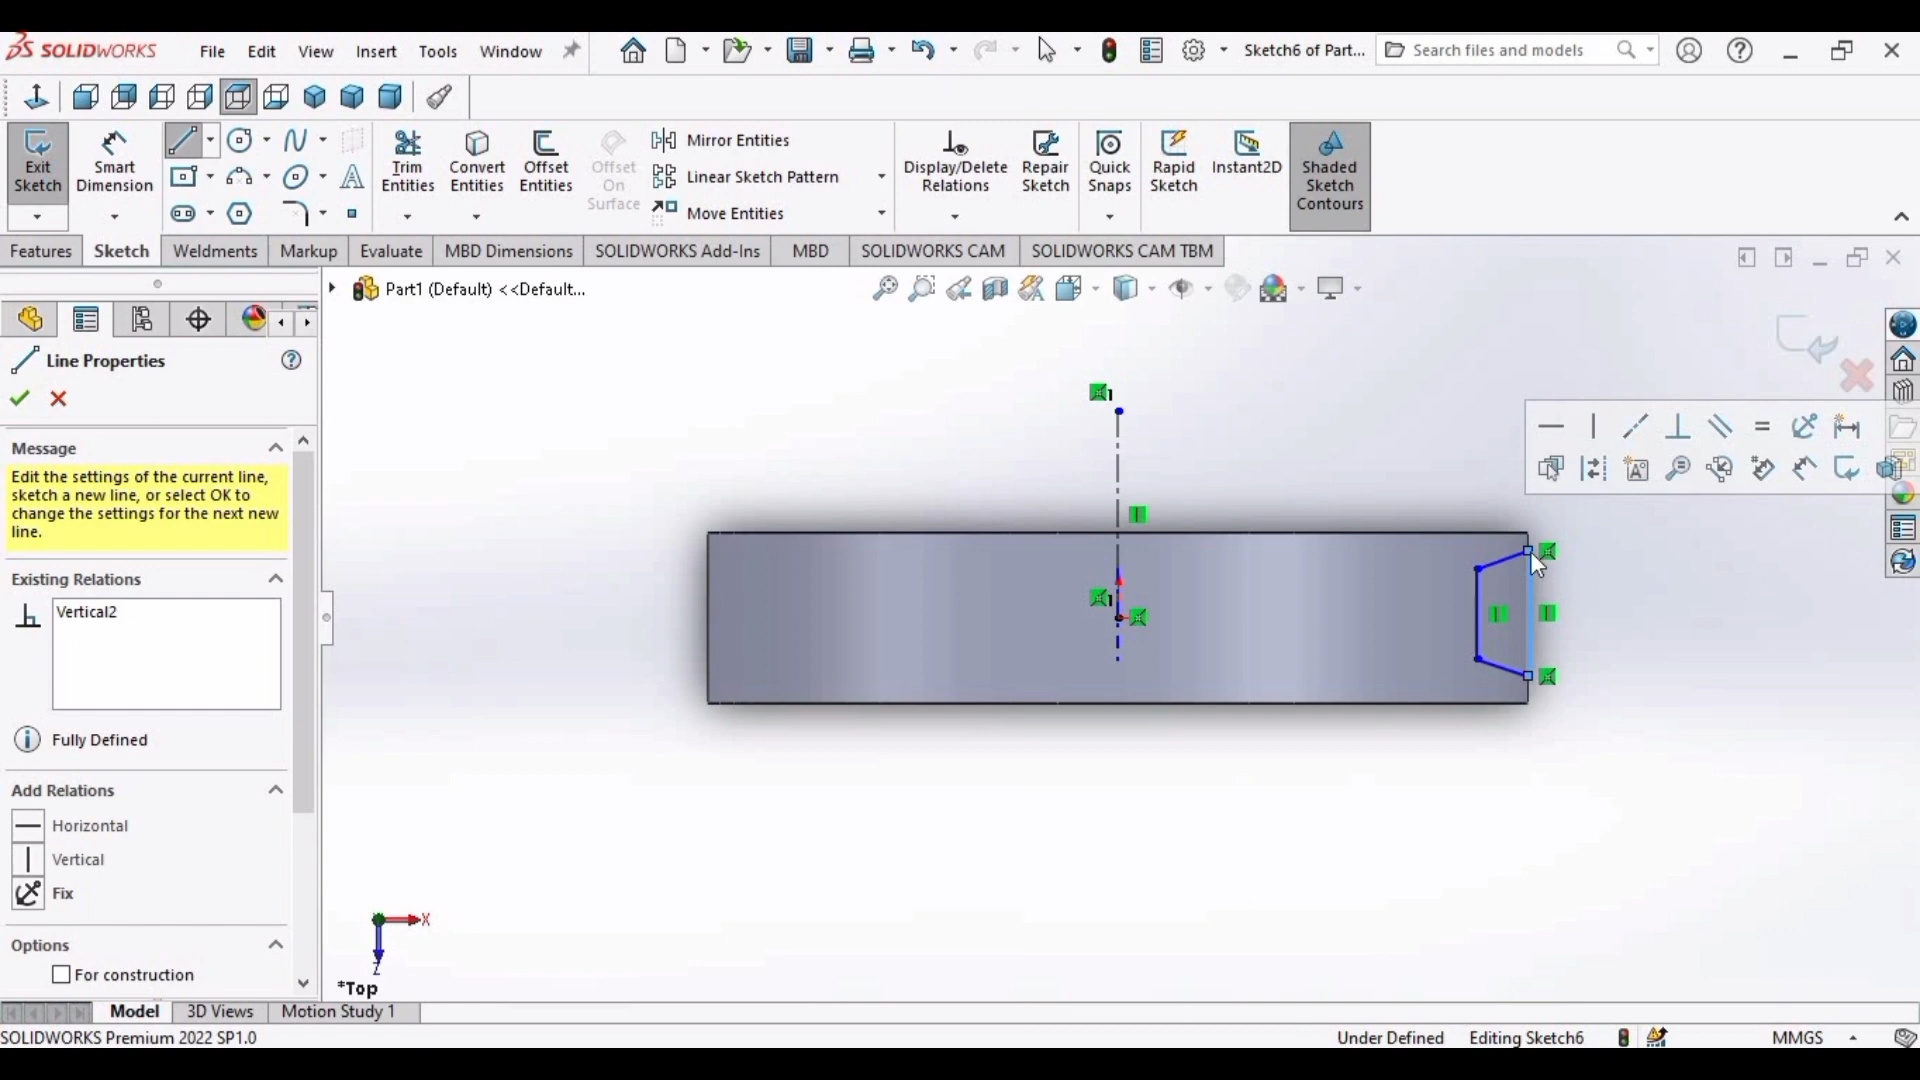 SOLIDWORKS File Edit View Insert Tools Window Sketch6 of Part... Search files and models
Exit Sketch
Smart Dimension
Trim Entities
Convert Entities
Offset Entities
Offset On Surface
Mirror Entities
Linear Sketch Pattern
Move Entities
Display/Delete Relations
Repair Sketch
Quick Snaps
Rapid Sketch
Instant2D
Shaded Sketch Contours
Features Sketch Weldments Markup Evaluate MBD Dimensions SOLIDWORKS Add-Ins MBD SOLIDWORKS CAM SOLIDWORKS CAM TBM
Part1 (Default) <<Default...
Line Properties
Message
Edit the settings of the current line,
sketch a new line, or select OK to
change the settings for the next new
line.
Existing Relations
Vertical2
Fully Defined
Add Relations
Horizontal
Vertical
Fix
Options
For construction
1
1
X
Z
*Top
Model 3D Views Motion Study 1
SOLIDWORKS Premium 2022 SP1.0 Under Defined Editing Sketch6 MMGS